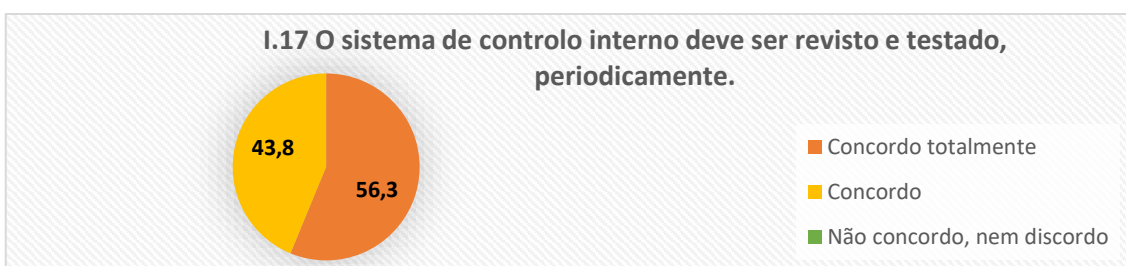 I.17 O sistema de controlo interno deve ser revisto e testado,
periodicamente.
43,8
56,3
Concordo totalmente
Concordo
Não concordo, nem discordo